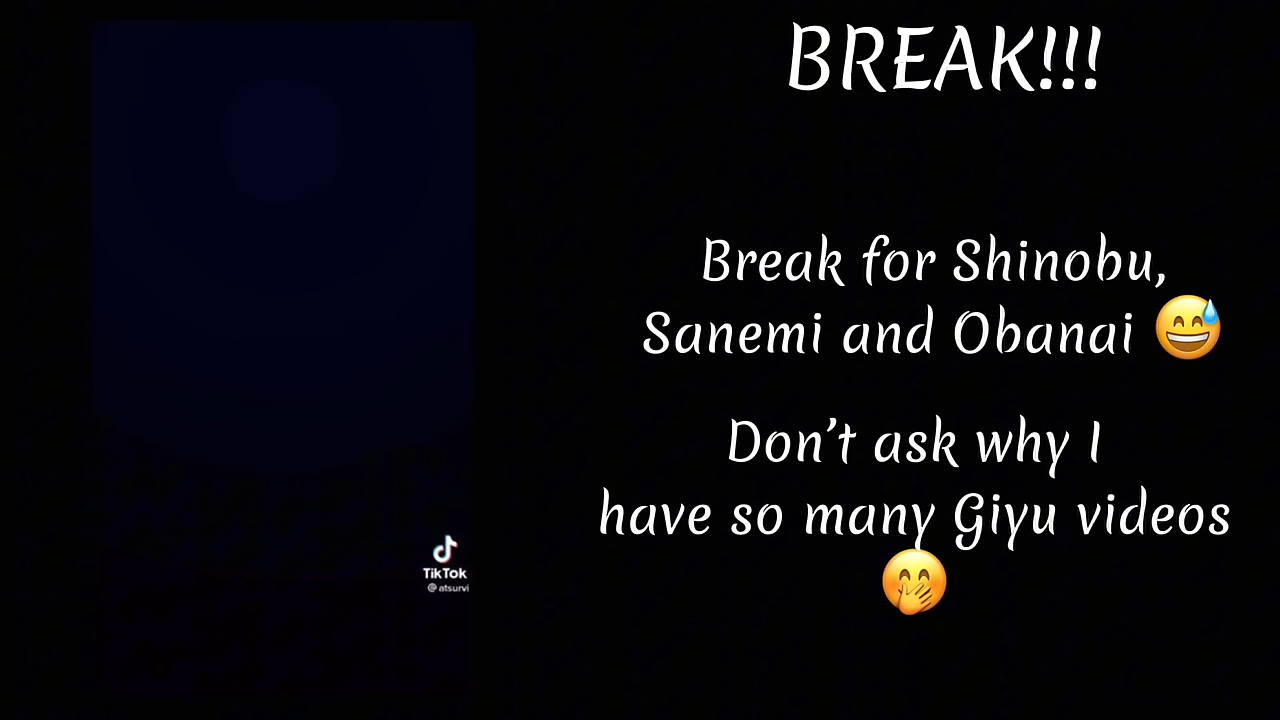 BREAK!!!
Break for Shinobu,
Sanemi and Obanai 😅
Don't ask why I
have so many Giyu videos
🤭
TikTok
@atsurvi